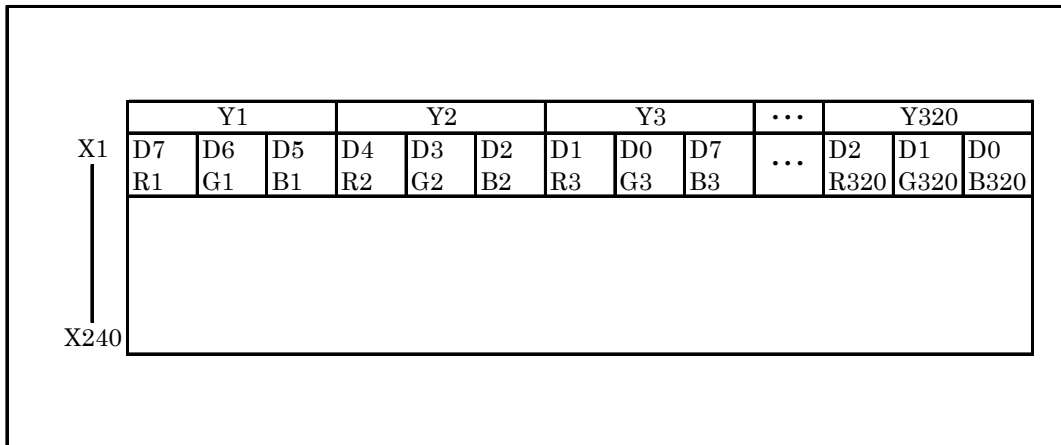 Y1 Y2 Y3 ··· Y320
X1 D7 D6 D5 D4 D3 D2 D1 D0 D7 ··· D2 D1 D0
R1 G1 B1 R2 G2 B2 R3 G3 B3 R320 G320 B320
X240